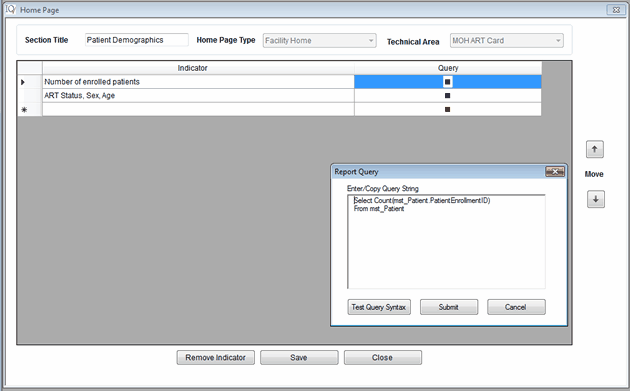 IQ Home Page
Section Title Patient Demographics Home Page Type Facility Home Technical Area MOH ART Card
Indicator Query
Number of enrolled patients
ART Status, Sex, Age
Report Query
Enter/Copy Query String
Select Count(mst_Patient.PatientEnrollmentID)
From mst_Patient
Move
Test Query Syntax Submit Cancel
Remove Indicator Save Close